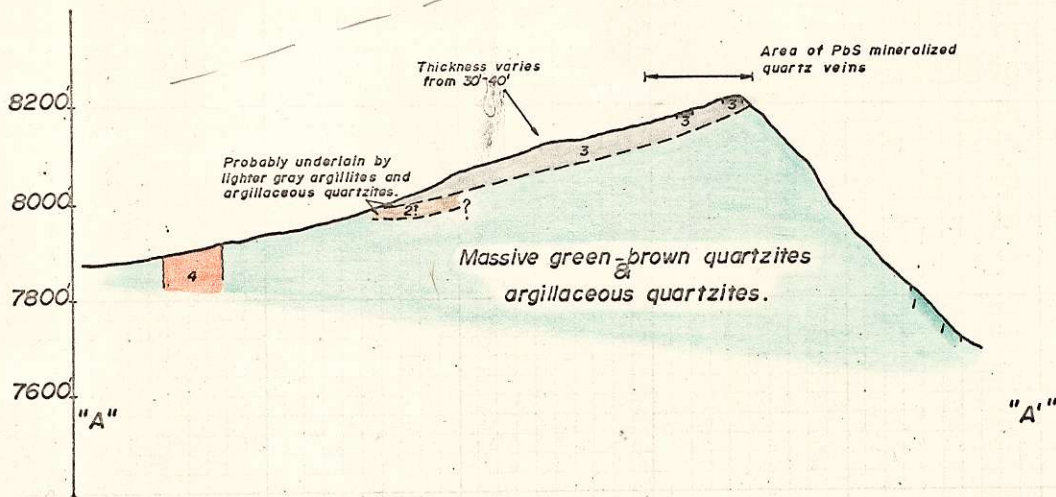 Area of PbS mineralized
quartz veins
Thickness varies
from 30'-40'
8200'
3
3
3
Probably underlain by
lighter gray argillites and
argillaceous quartzites.
8000'
2?
?
Massive green-brown quartzites
&
argillaceous quartzites.
4
7800'
1
1
7600'
"A"
"A'"